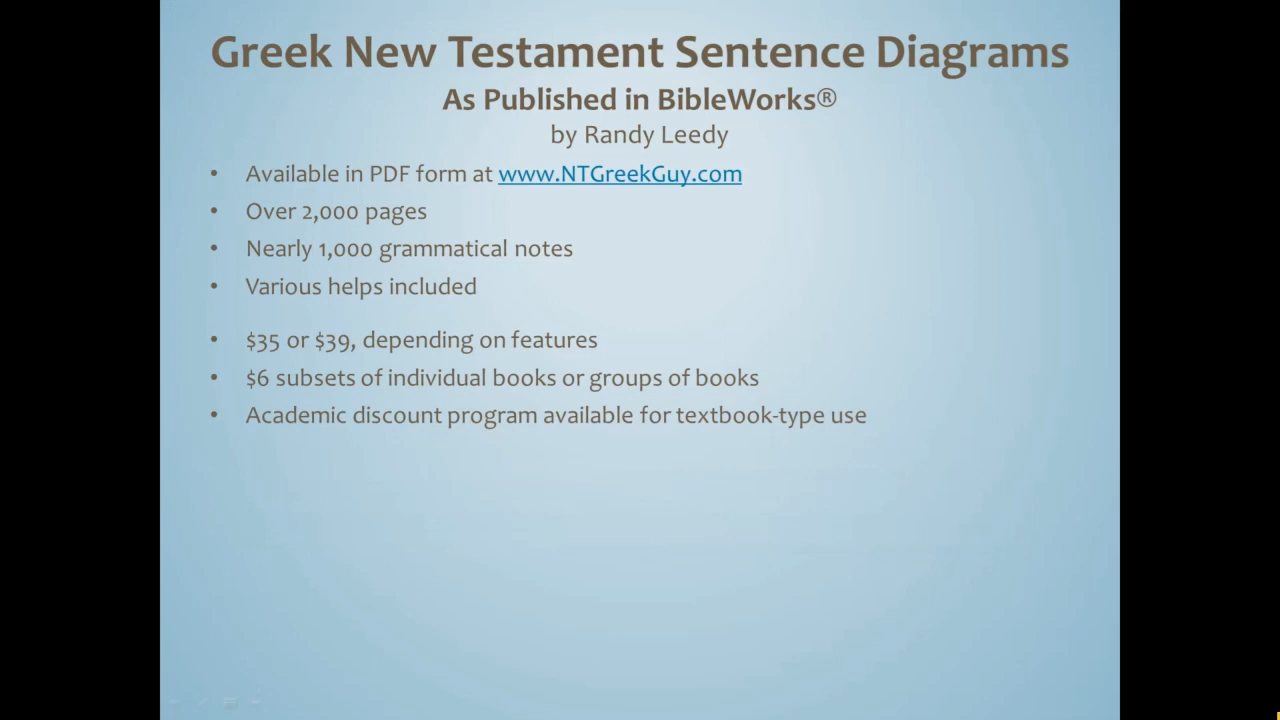 Greek New Testament Sentence Diagrams
As Published in BibleWorks®
by Randy Leedy
• Available in PDF form at www.NTGreekGuy.com
• Over 2,000 pages
• Nearly 1,000 grammatical notes
• Various helps included
• $35 or $39, depending on features
• $6 subsets of individual books or groups of books
• Academic discount program available for textbook-type use